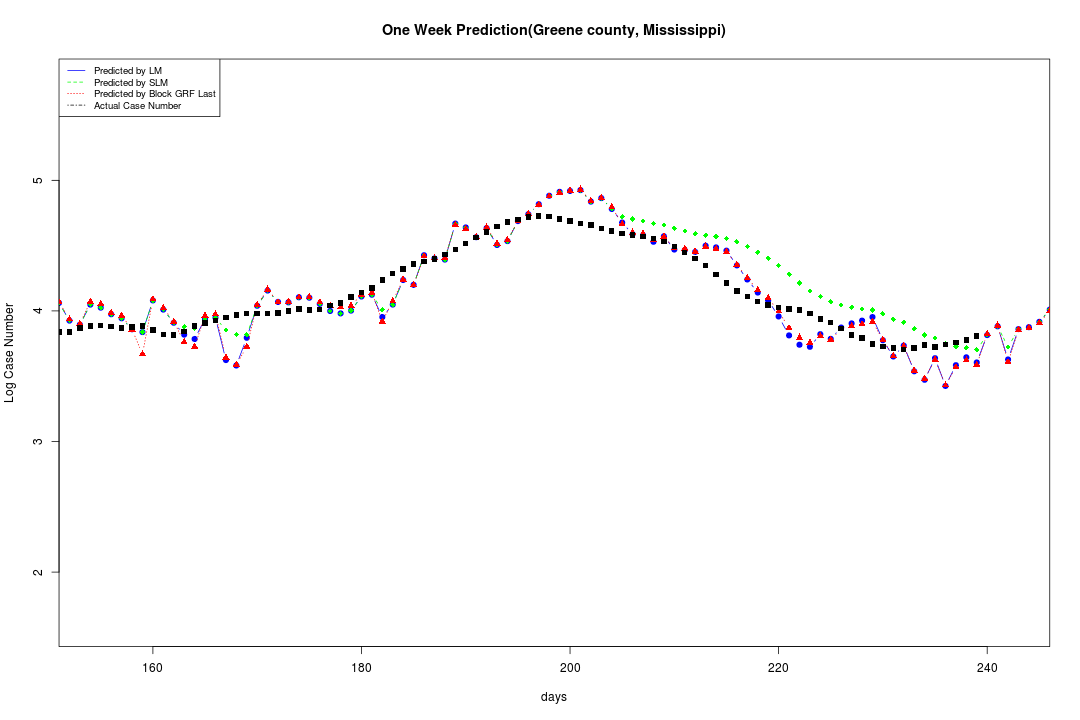 One Week Prediction(Greene county, Mississippi)
Predicted by LM
Predicted by SLM
Predicted by Block GRF Last
Actual Case Number
5
4
3
2
Log Case Number
160 180 200 220 240
days